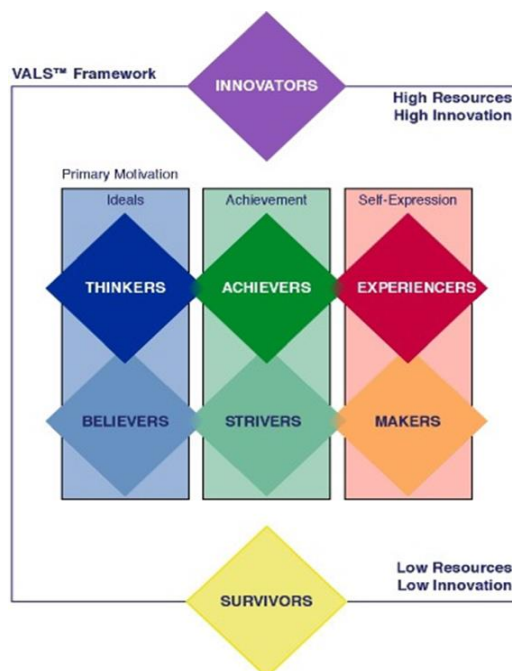 VALS™ Framework
INNOVATORS
High Resources
High Innovation
Primary Motivation
Ideals
Achievement
Self-Expression
THINKERS
ACHIEVERS
EXPERIENCERS
BELIEVERS
STRIVERS
MAKERS
Low Resources
Low Innovation
SURVIVORS